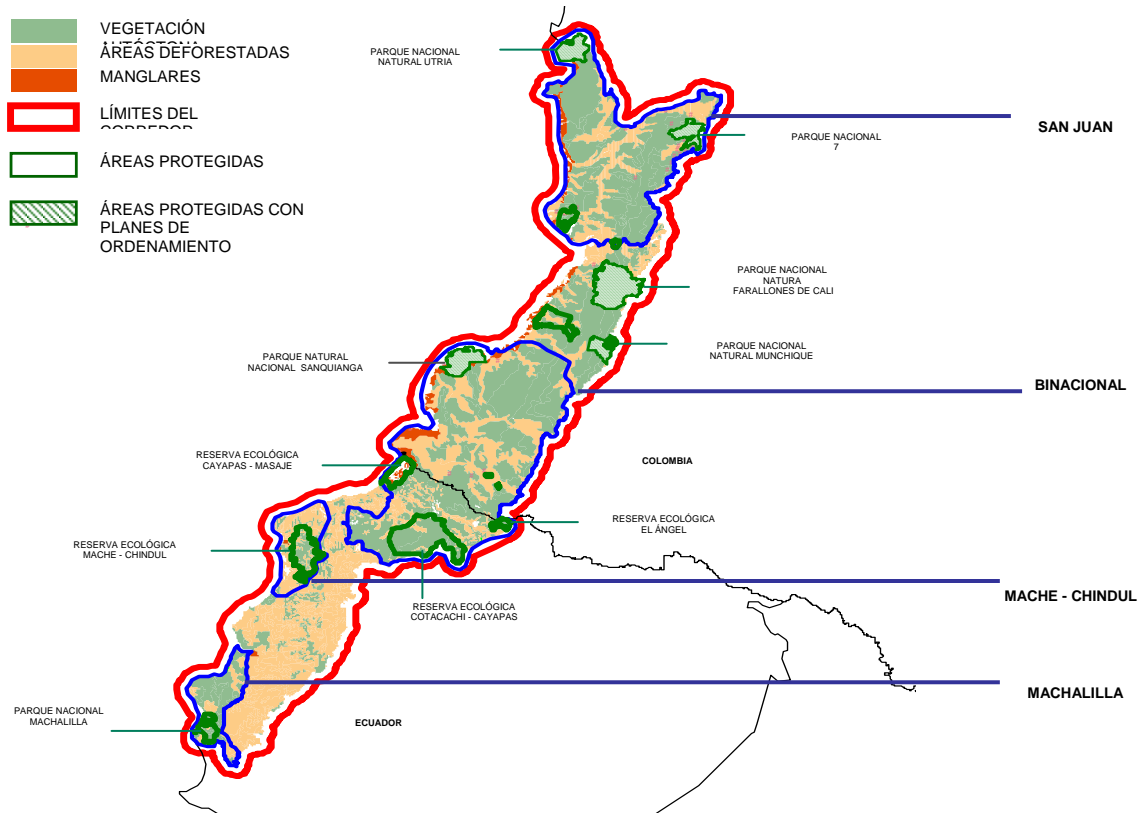 VEGETACIÓN
ÁREAS DEFORESTADAS
MANGLARES
LÍMITES DEL
ÁREAS PROTEGIDAS
ÁREAS PROTEGIDAS CON
PLANES DE
ORDENAMIENTO
PARQUE NACIONAL
NATURAL UTRIA
SAN JUAN
PARQUE NACIONAL
7
PARQUE NACIONAL
NATURA
FARALLONES DE CALI
PARQUE NACIONAL
NATURAL MUNCHIQUE
PARQUE NATURAL
NACIONAL SANQUIANGA
BINACIONAL
RESERVA ECOLÓGICA
CAYAPAS - MASAJE
COLOMBIA
RESERVA ECOLÓGICA
EL ÁNGEL
RESERVA ECOLÓGICA
MACHE - CHINDUL
MACHE - CHINDUL
RESERVA ECOLÓGICA
COTACACHI - CAYAPAS
MACHALILLA
PARQUE NACIONAL
MACHALILLA
ECUADOR